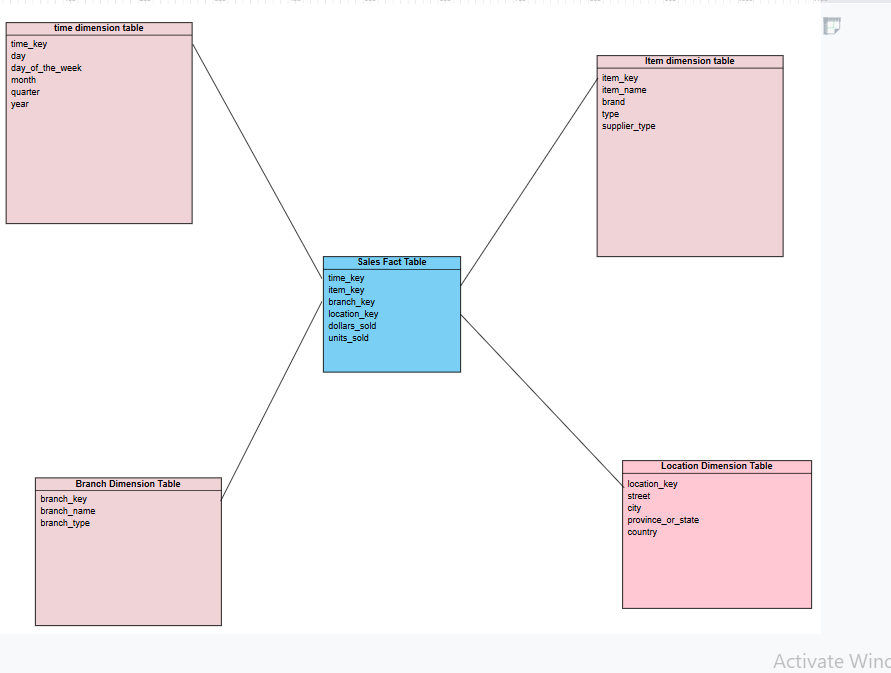 time dimension table
time_key
day
day_of_the_week
month
quarter
year
Item dimension table
item_key
item_name
brand
type
supplier_type
Sales Fact Table
time_key
item_key
branch_key
location_key
dollars_sold
units_sold
Branch Dimension Table
branch_key
branch_name
branch_type
Location Dimension Table
location_key
street
city
province_or_state
country
Activate Winc